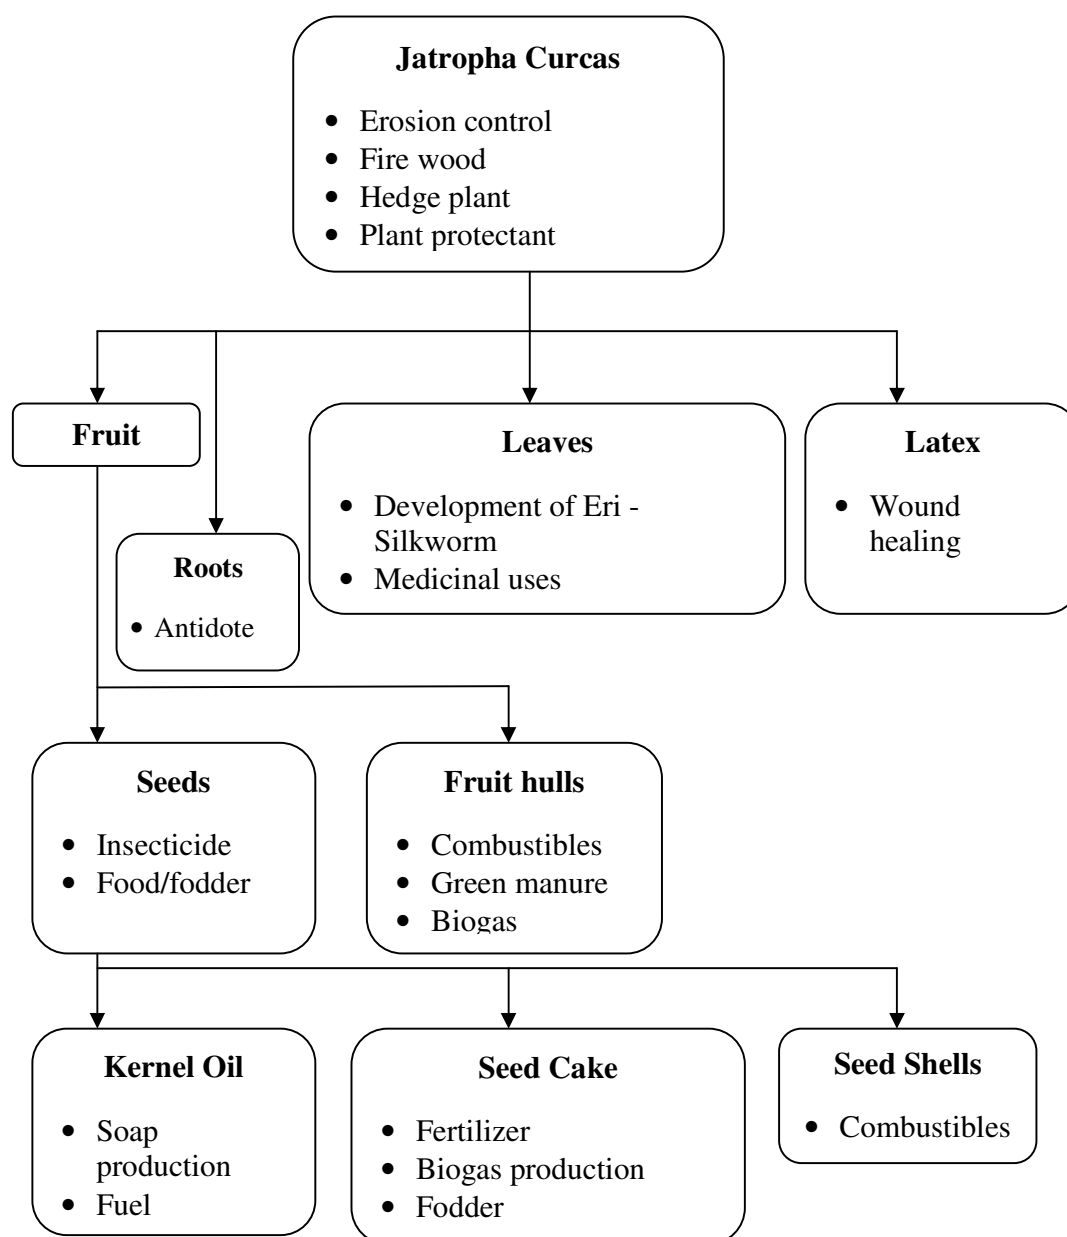 Jatropha Curcas
• Erosion control
• Fire wood
• Hedge plant
• Plant protectant
Fruit
Leaves
• Development of Eri -
Silkworm
• Medicinal uses
Latex
• Wound
healing
Roots
• Antidote
Seeds
• Insecticide
• Food/fodder
Fruit hulls
• Combustibles
• Green manure
• Biogas
Kernel Oil
• Soap
production
• Fuel
Seed Cake
• Fertilizer
• Biogas production
• Fodder
Seed Shells
• Combustibles